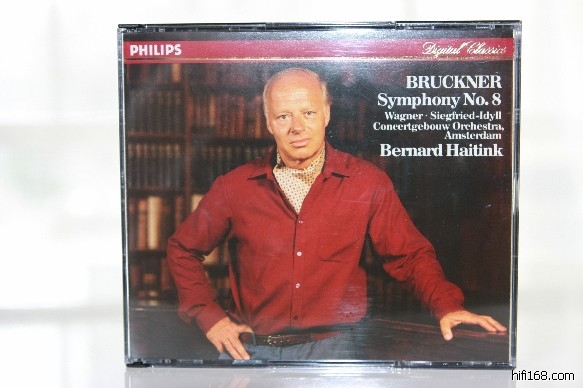 PHILIPS
Digital Classics
BRUCKNER
Symphony No. 8
Wagner · Siegfried-Idyll
Concertgebouw Orchestra,
Amsterdam
Bernard Haitink
hifi168.com